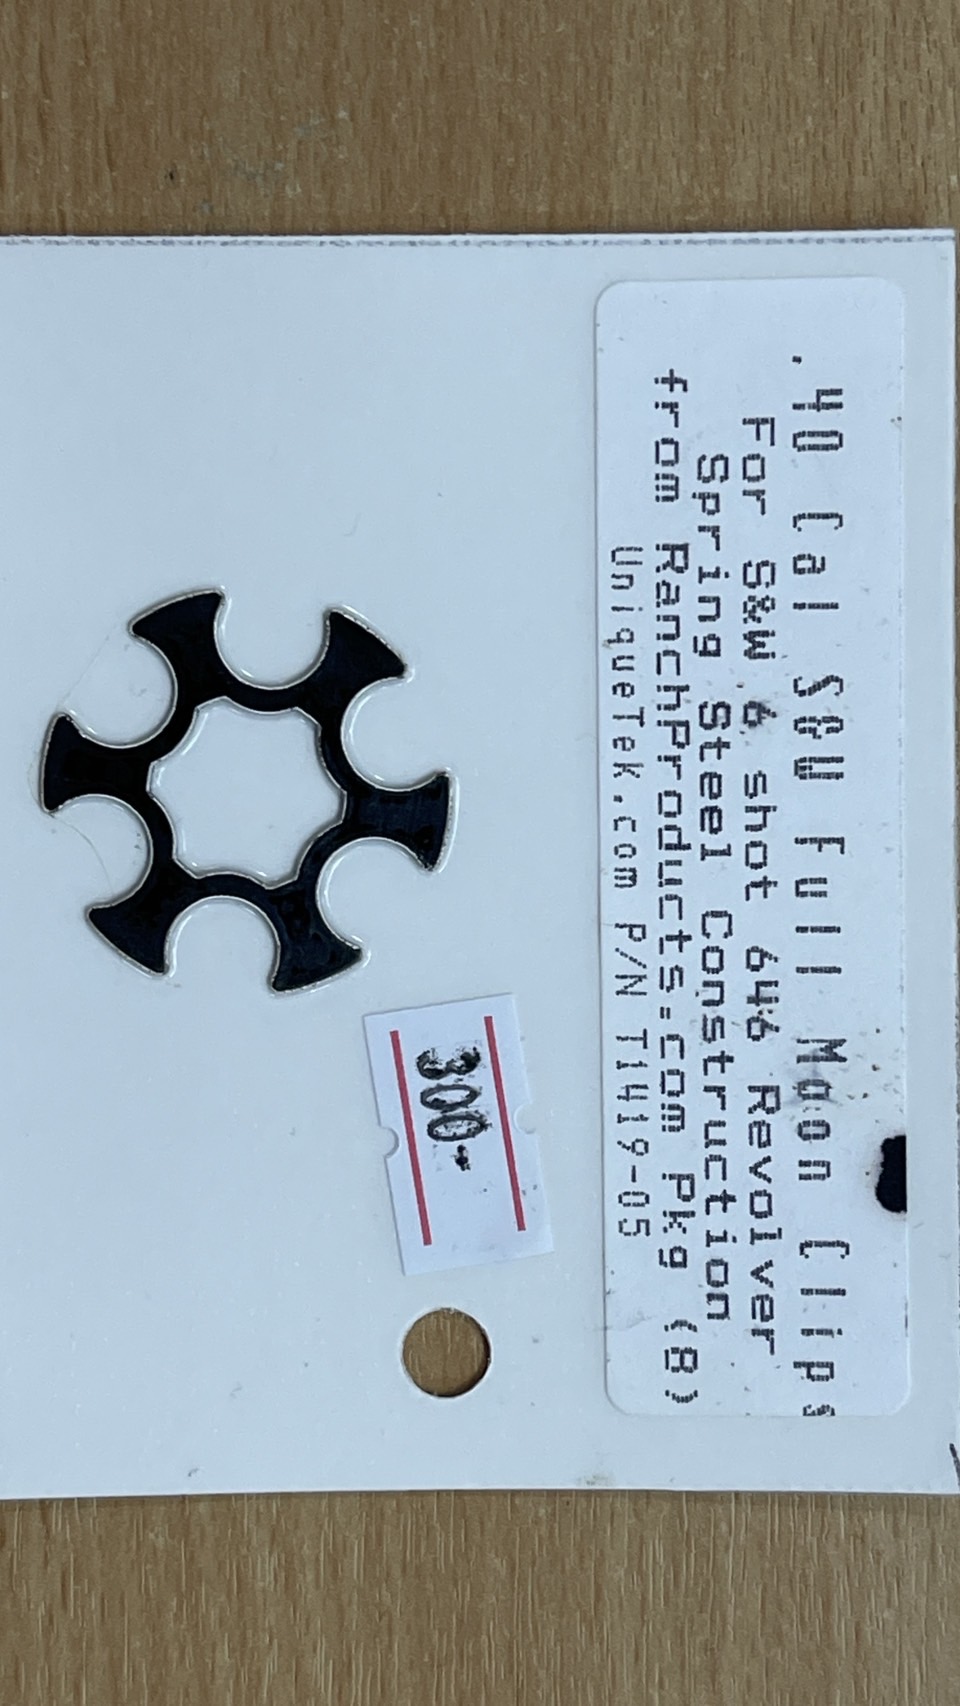 .40 Cal S&W Full Moon Clips
For S&W 6 shot 646 Revolver
Spring Steel Construction
from RanchProducts.com Pkg (8)
UniqueTek.com P/N T1419-05
300.-